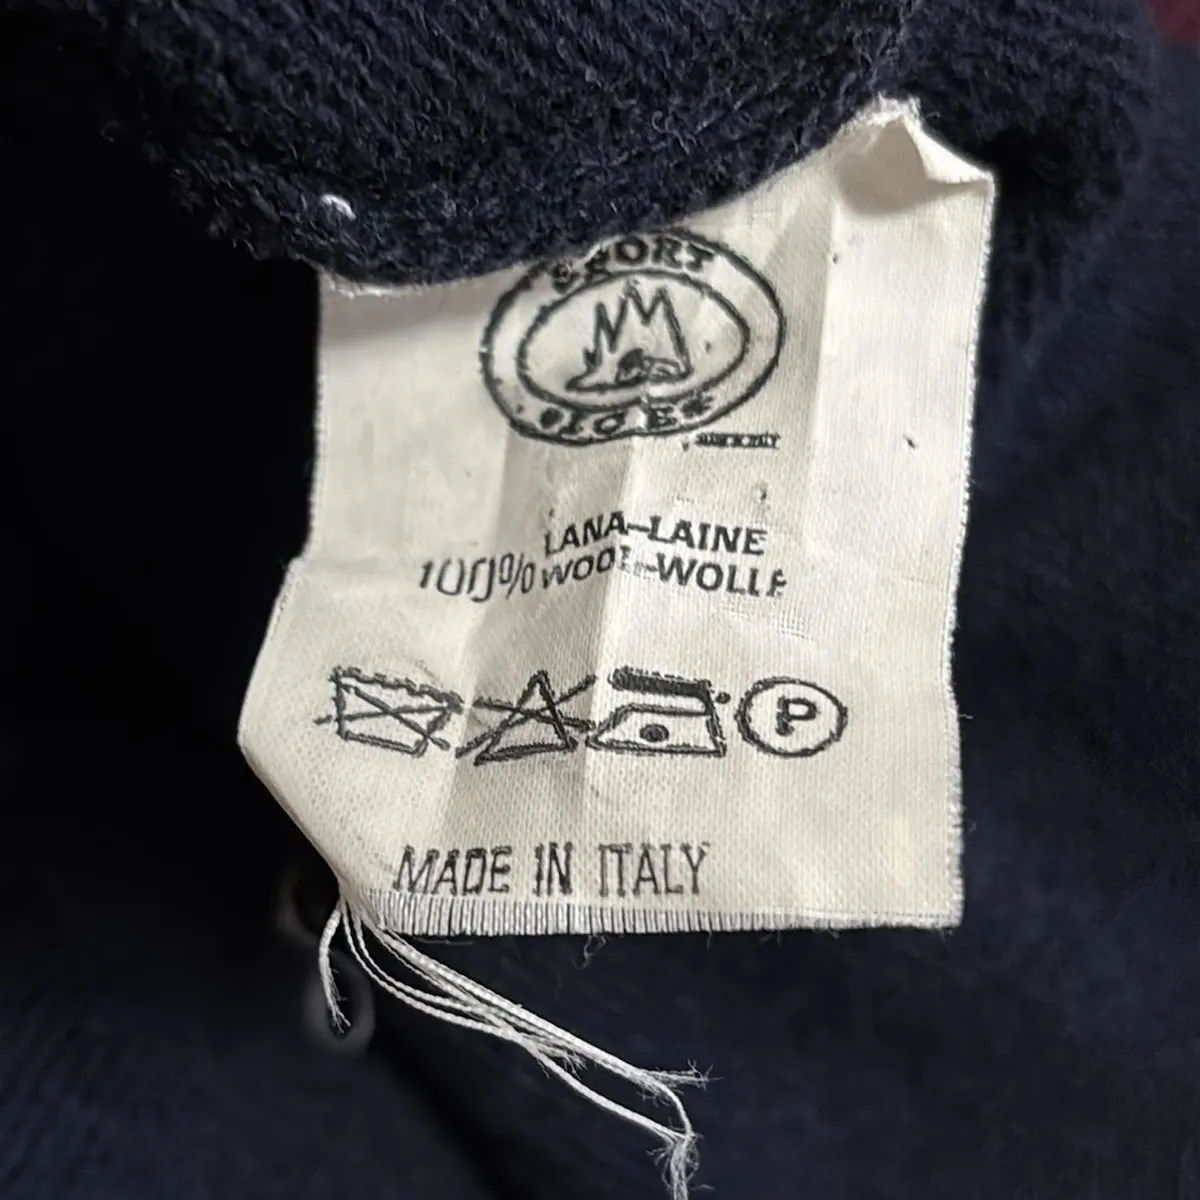 SPORT
ICE
LANA-LAINE
100% WOOL-WOLLE
P
MADE IN ITALY